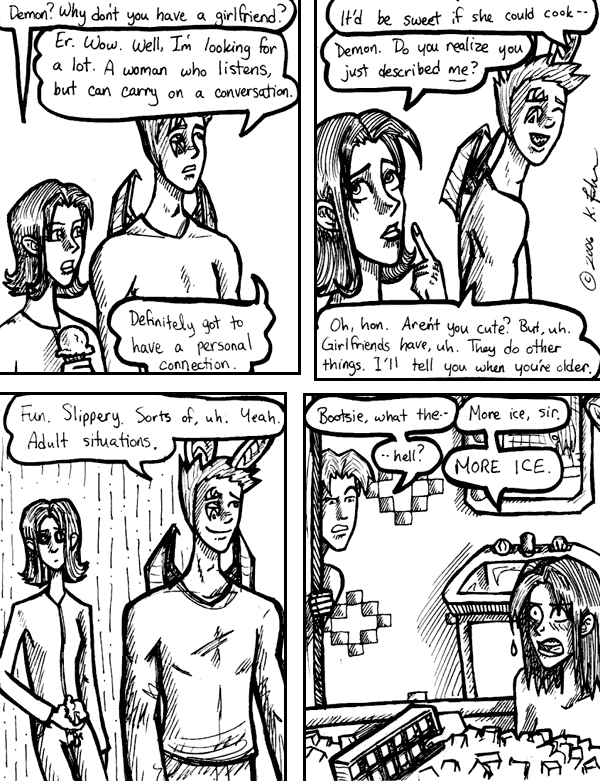 Demon? Why don't you have a girlfriend?
Er. Wow. Well, I'm looking for
a lot. A woman who listens,
but can carry on a conversation.
Definitely got to
have a personal
connection.
It'd be sweet if she could cook--
Demon. Do you realize you
just described me?
Oh, hon. Aren't you cute? But, uh.
Girlfriends have, uh. They do other
things. I'll tell you when you're older.
© 2006 K.
Fun. Slippery. Sorts of, uh. Yeah.
Adult situations.
Bootsie, what the--
--hell?
More ice, sir.
MORE ICE.